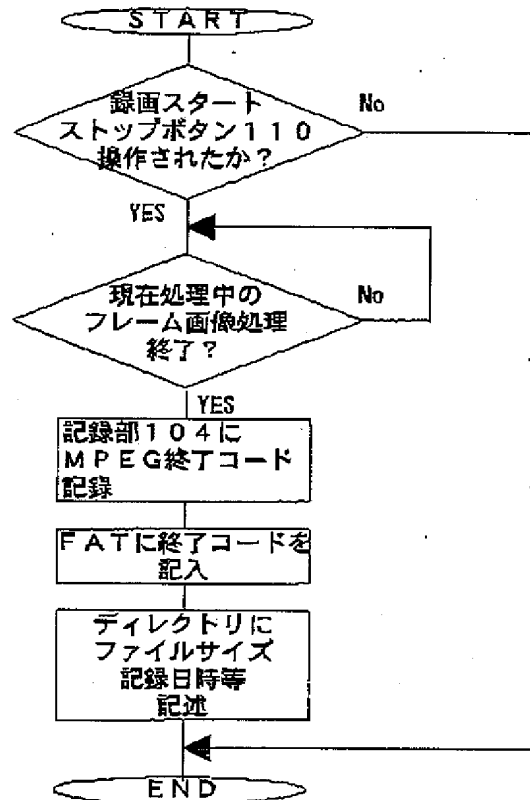 ＳＴＡＲＴ
録画スタート
ストップボタン１１０
操作されたか？
No
YES
現在処理中の
フレーム画像処理
終了？
No
YES
記録部１０４に
ＭＰＥＧ終了コード
記録
ＦＡＴに終了コードを
記入
ディレクトリに
ファイルサイズ
記録日時等
記述
ＥＮＤ